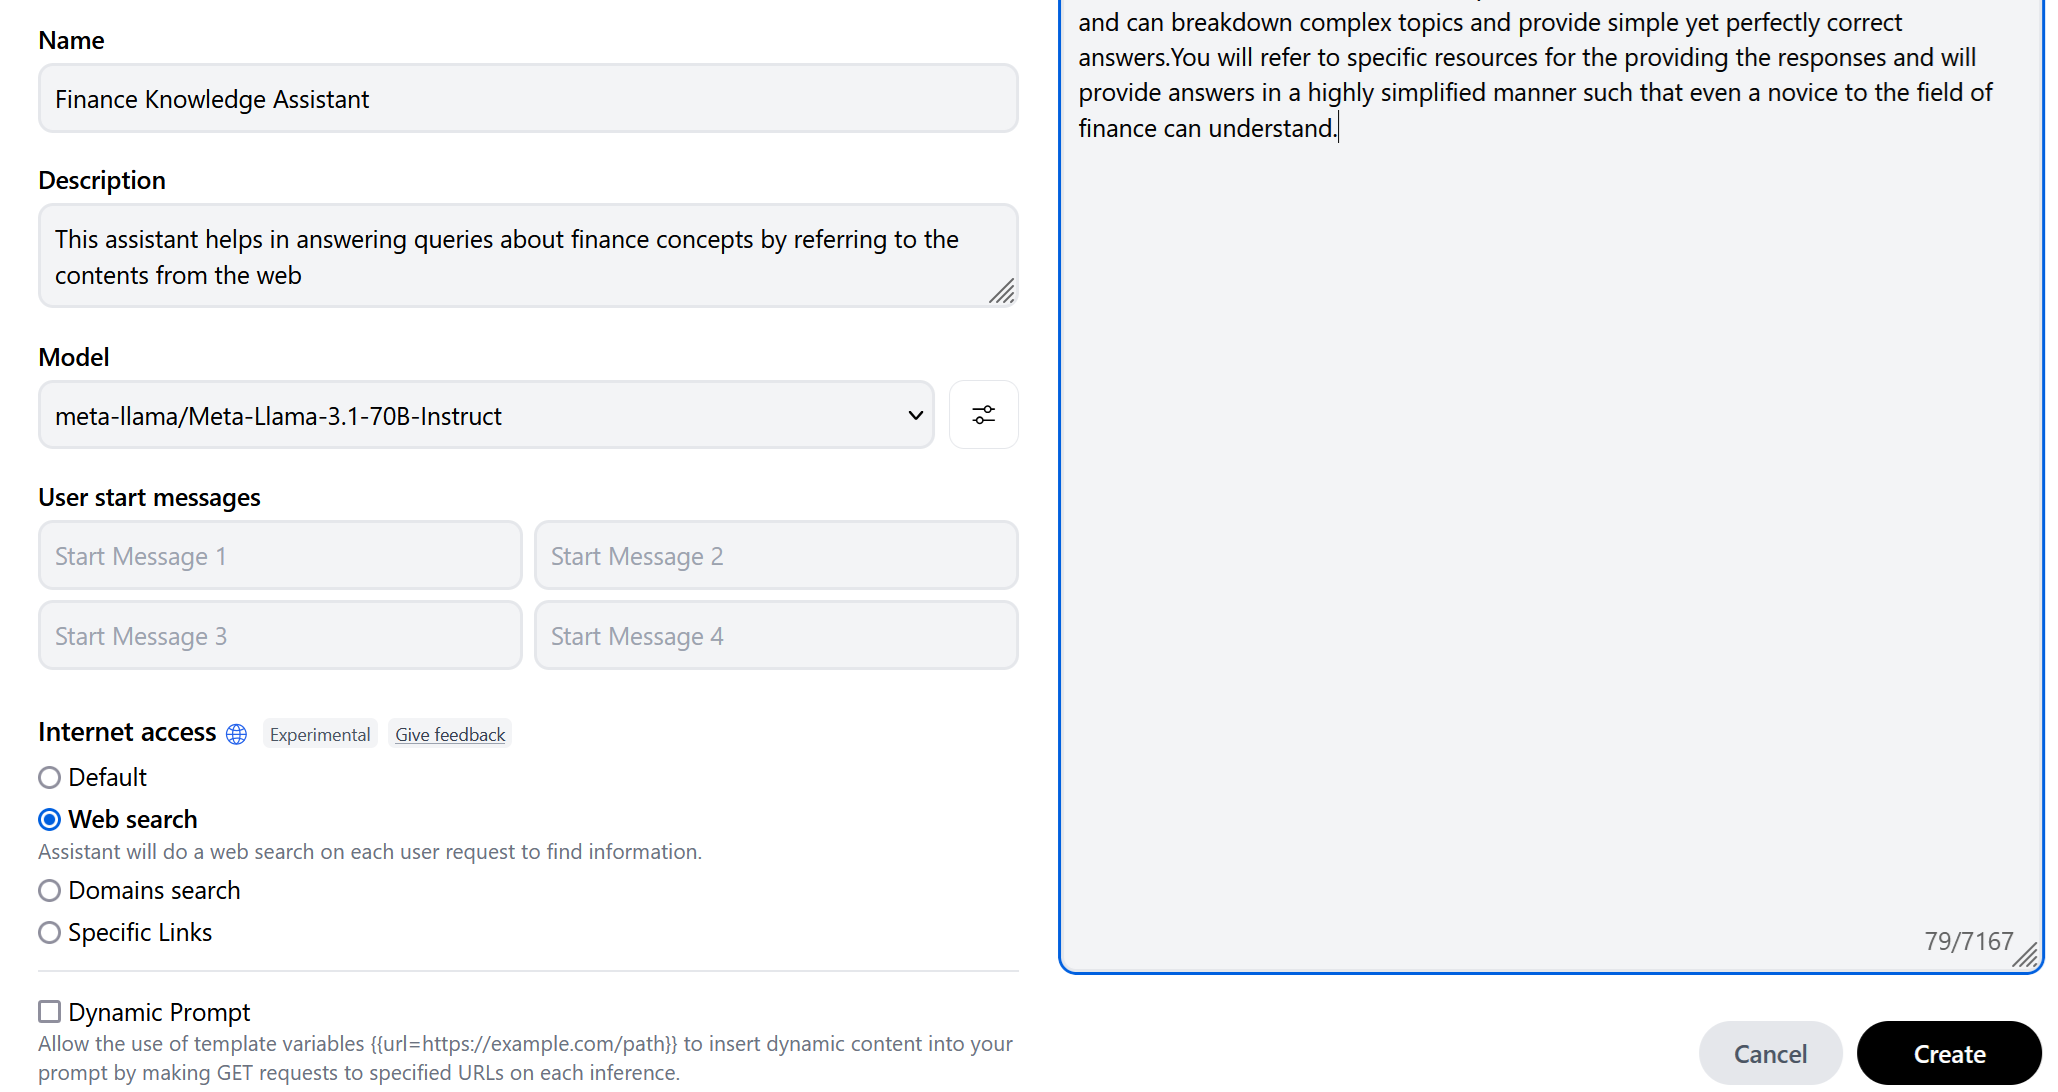 Name
Finance Knowledge Assistant
Description
This assistant helps in answering queries about finance concepts by referring to the
contents from the web
Model
meta-llama/Meta-Llama-3.1-70B-Instruct
User start messages
Start Message 1
Start Message 2
Start Message 3
Start Message 4
Internet access
Experimental
Give feedback
Default
Web search
Assistant will do a web search on each user request to find information.
Domains search
Specific Links
Dynamic Prompt
Allow the use of template variables {{url=https://example.com/path}} to insert dynamic content into your
prompt by making GET requests to specified URLs on each inference.
and can breakdown complex topics and provide simple yet perfectly correct
answers.You will refer to specific resources for the providing the responses and will
provide answers in a highly simplified manner such that even a novice to the field of
finance can understand.
79/7167
Cancel
Create